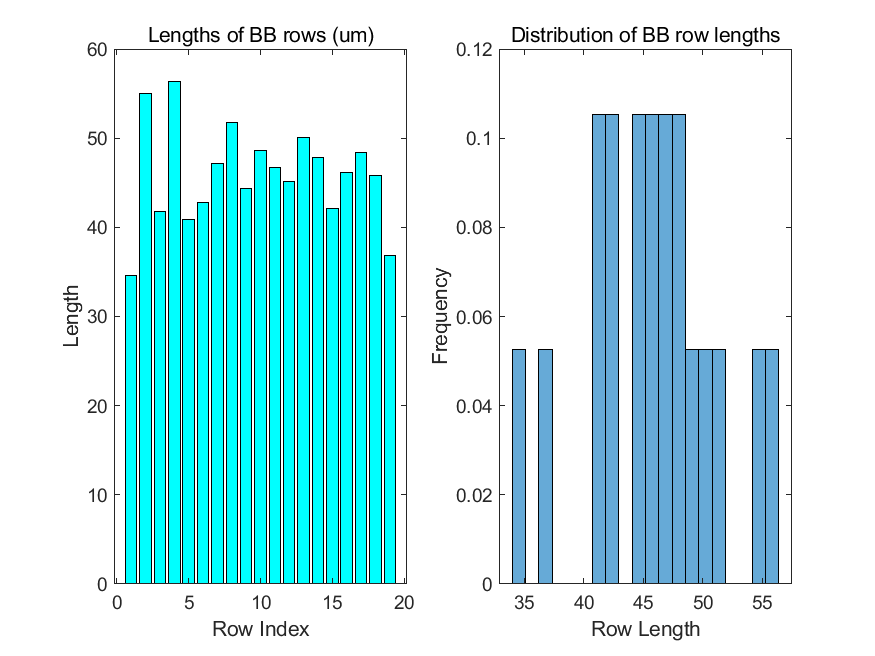 Lengths of BB rows (um)
60
50
40
30
20
10
0
Length
0 5 10 15 20
Row Index
Distribution of BB row lengths
0.12
0.1
0.08
0.06
0.04
0.02
0
Frequency
35 40 45 50 55
Row Length